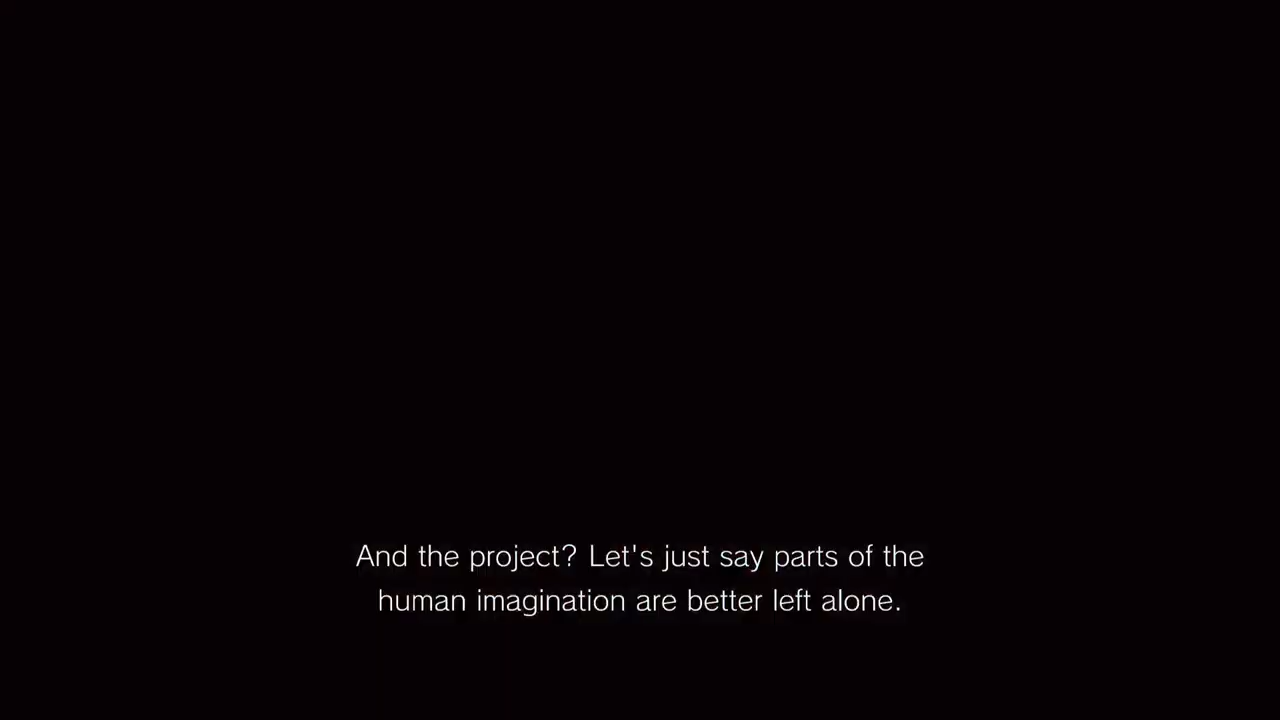 And the project? Let's just say parts of the
human imagination are better left alone.